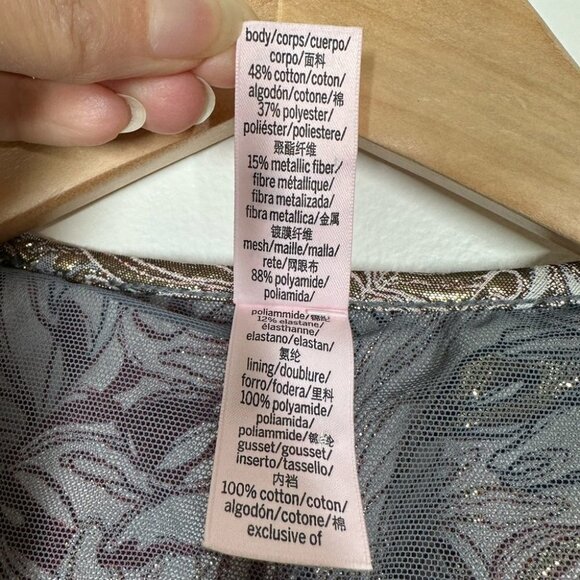 body/corps/cuerpo/
corpo/面料
48% cotton/coton/
algodón/cotone/棉
37% polyester/
poliéster/poliestere/
聚酯纤维
15% metallic fiber/
fibre métallique/
fibra metalizada/
fibra metallica/金属
镀膜纤维
mesh/maille/malla/
rete/网眼布
88% polyamide/
poliamida/
poliammide/锦纶
12% elastane/
élasthanne/
elastano/elastan/
氨纶
lining/doublure/
forro/fodera/里料
100% polyamide/
poliamida/
poliammide/锦纶
gusset/gousset/
inserto/tassello/
内裆
100% cotton/coton/
algodón/cotone/棉
exclusive of